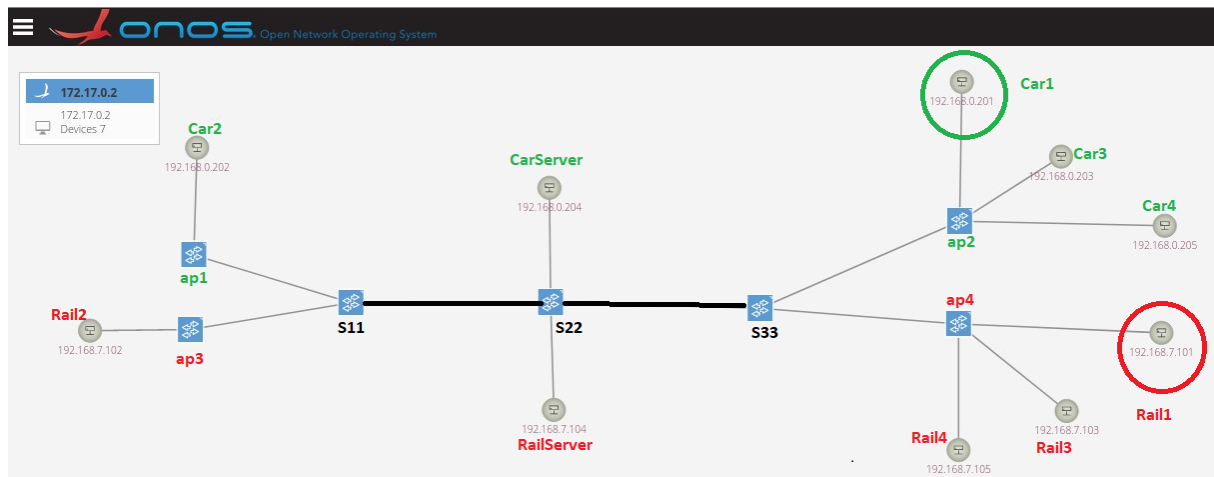 ONOS. Open Network Operating System
172.17.0.2
172.17.0.2
Devices 7
Car1
192.168.0.201
Car2
192.168.0.202
CarServer
192.168.0.204
Car3
192.168.0.203
Car4
192.168.0.205
ap2
ap1
Rail2
192.168.7.102
ap3
S11
S22
S33
ap4
192.168.7.101
Rail1
192.168.7.104
RailServer
192.168.7.103
Rail3
Rail4
192.168.7.105